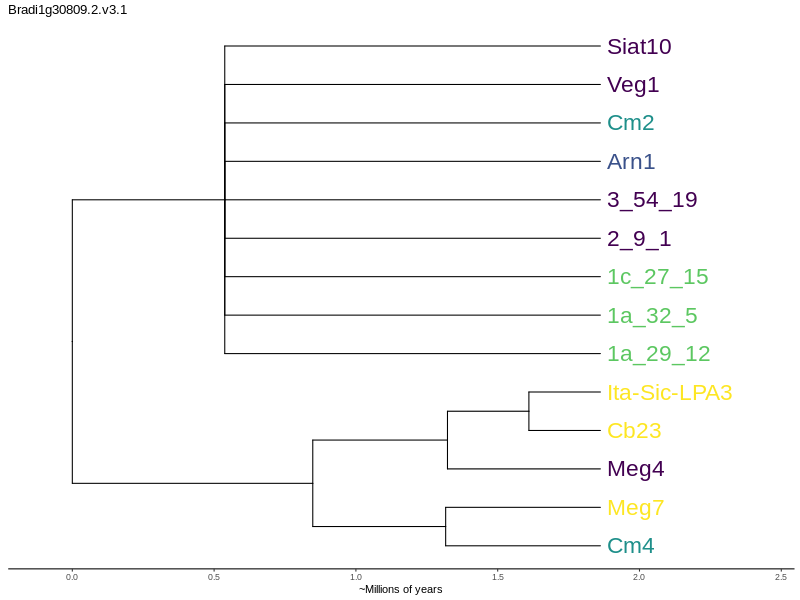 Bradi1g30809.2.v3.1
Siat10
Veg1
Cm2
Arn1
3_54_19
2_9_1
1c_27_15
1a_32_5
1a_29_12
Ita-Sic-LPA3
Cb23
Meg4
Meg7
Cm4
0.0 0.5 1.0 1.5 2.0 2.5
~Millions of years